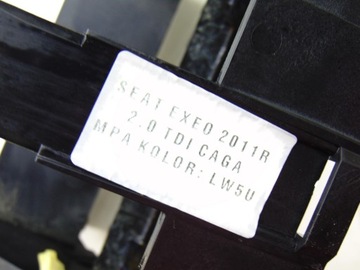 SEAT EXEO 2011R
2.0 TDI CAGA
MPA KOLOR: LW5U